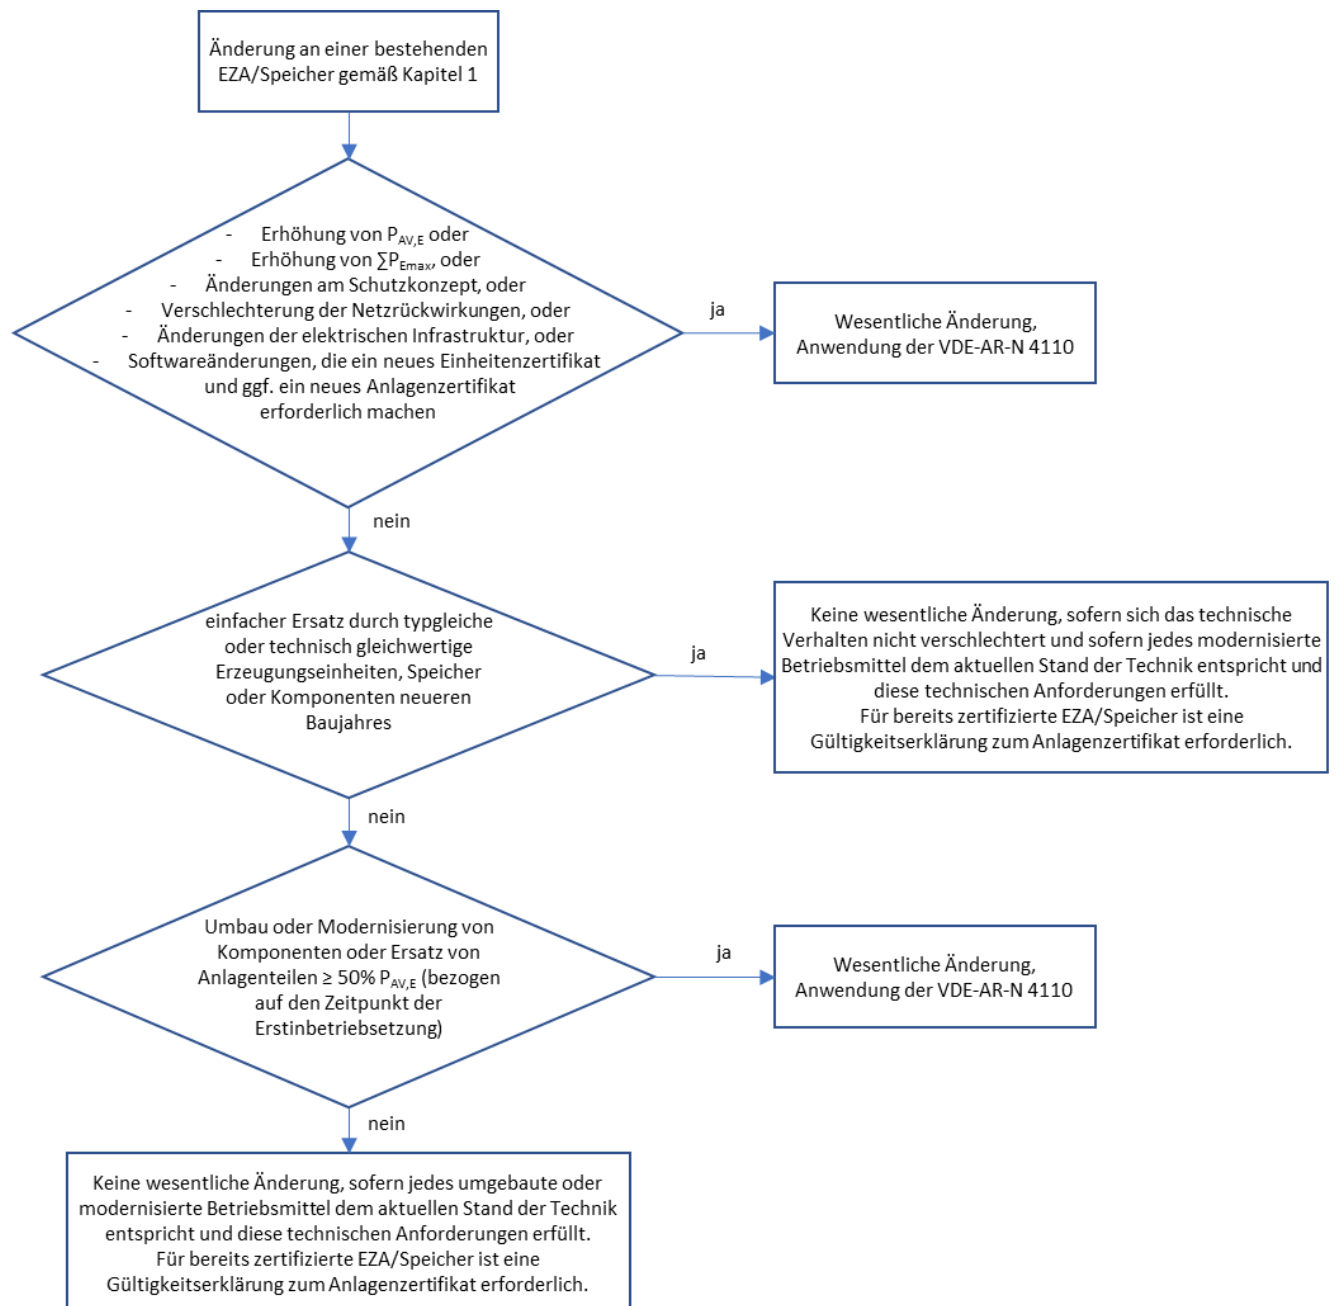 Änderung an einer bestehenden
EZA/Speicher gemäß Kapitel 1
- Erhöhung von P_AV,E oder
- Erhöhung von ∑P_Emax, oder
- Änderungen am Schutzkonzept, oder
- Verschlechterung der Netzrückwirkungen, oder
- Änderungen der elektrischen Infrastruktur, oder
- Softwareänderungen, die ein neues Einheitenzertifikat
und ggf. ein neues Anlagenzertifikat
erforderlich machen
ja
Wesentliche Änderung,
Anwendung der VDE-AR-N 4110
nein
einfacher Ersatz durch typgleiche
oder technisch gleichwertige
Erzeugungseinheiten, Speicher
oder Komponenten neueren
Baujahres
ja
Keine wesentliche Änderung, sofern sich das technische
Verhalten nicht verschlechtert und sofern jedes modernisierte
Betriebsmittel dem aktuellen Stand der Technik entspricht und
diese technischen Anforderungen erfüllt.
Für bereits zertifizierte EZA/Speicher ist eine
Gültigkeitserklärung zum Anlagenzertifikat erforderlich.
nein
Umbau oder Modernisierung von
Komponenten oder Ersatz von
Anlagenteilen ≥ 50% P_AV,E (bezogen
auf den Zeitpunkt der
Erstinbetriebsetzung)
ja
Wesentliche Änderung,
Anwendung der VDE-AR-N 4110
nein
Keine wesentliche Änderung, sofern jedes umgebaute oder
modernisierte Betriebsmittel dem aktuellen Stand der Technik
entspricht und diese technischen Anforderungen erfüllt.
Für bereits zertifizierte EZA/Speicher ist eine
Gültigkeitserklärung zum Anlagenzertifikat erforderlich.